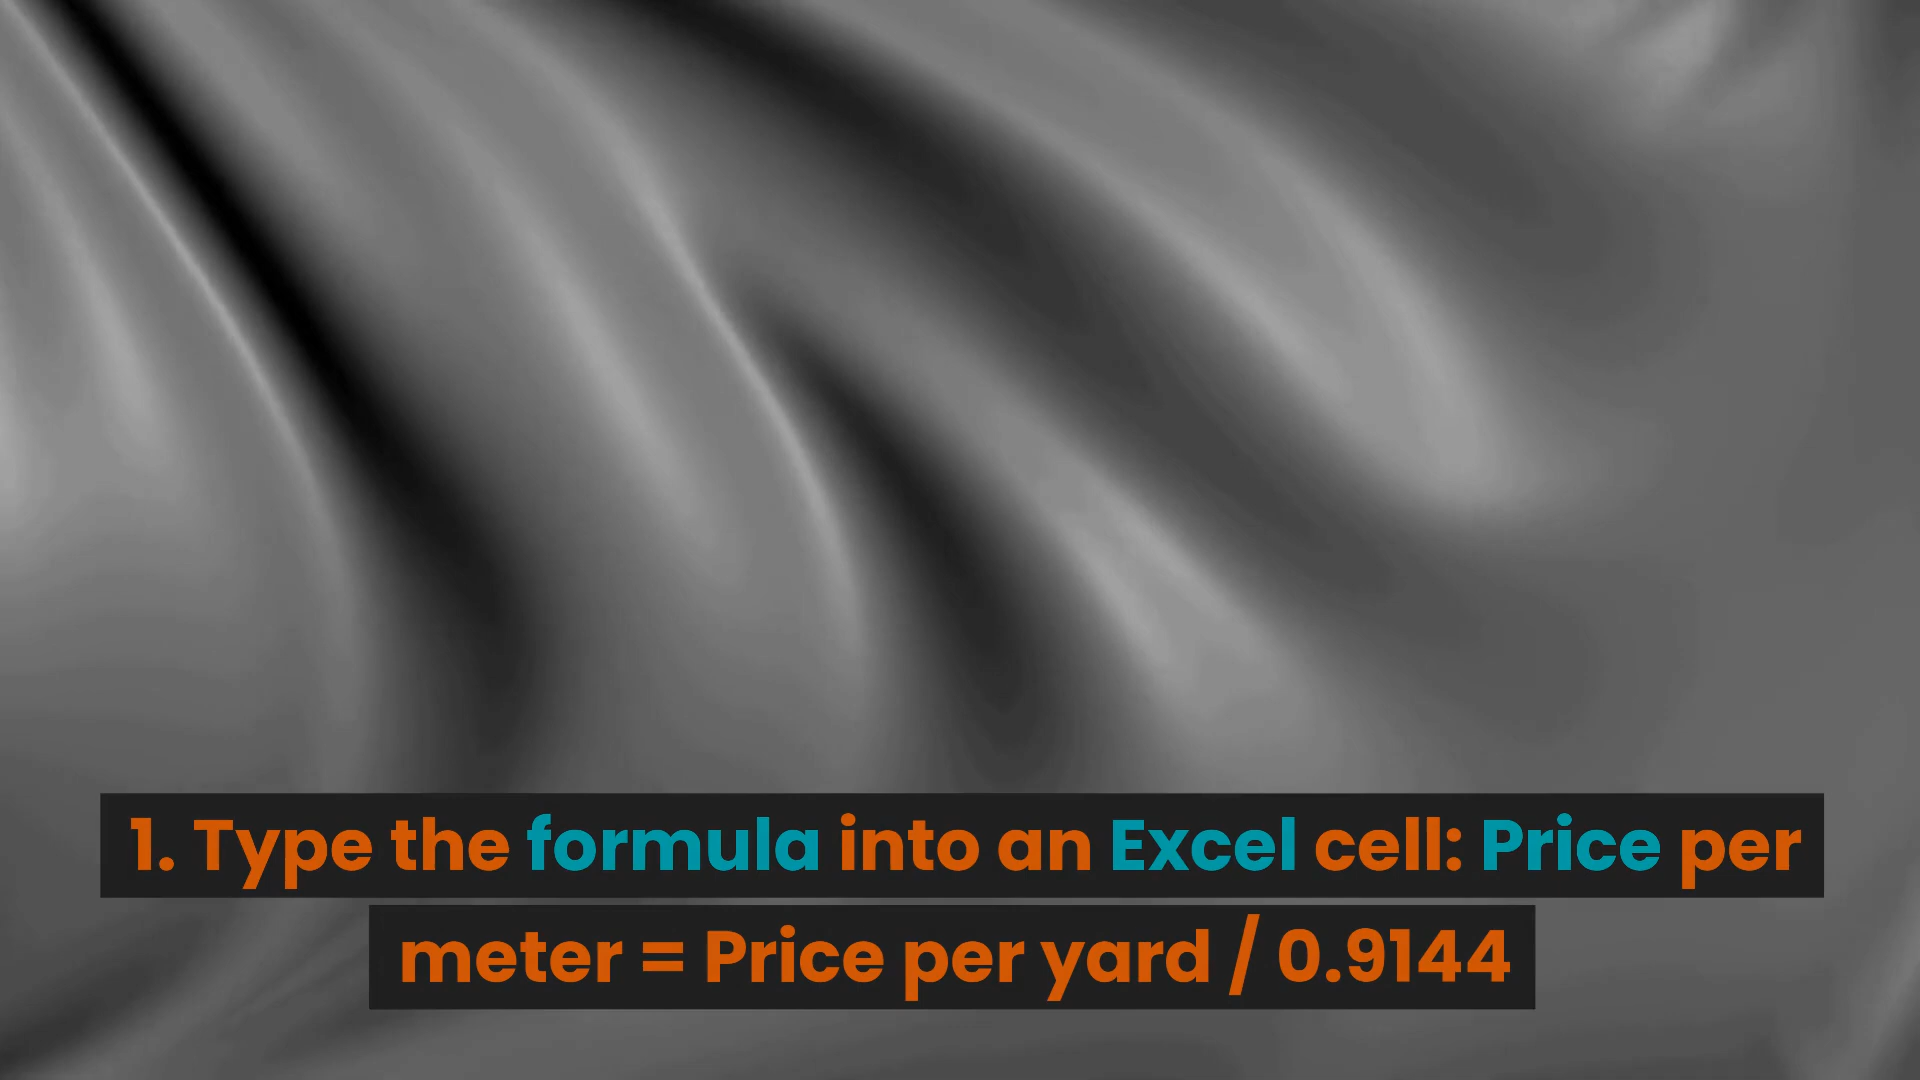 1. Type the formula into an Excel cell: Price per
meter = Price per yard / 0.9144